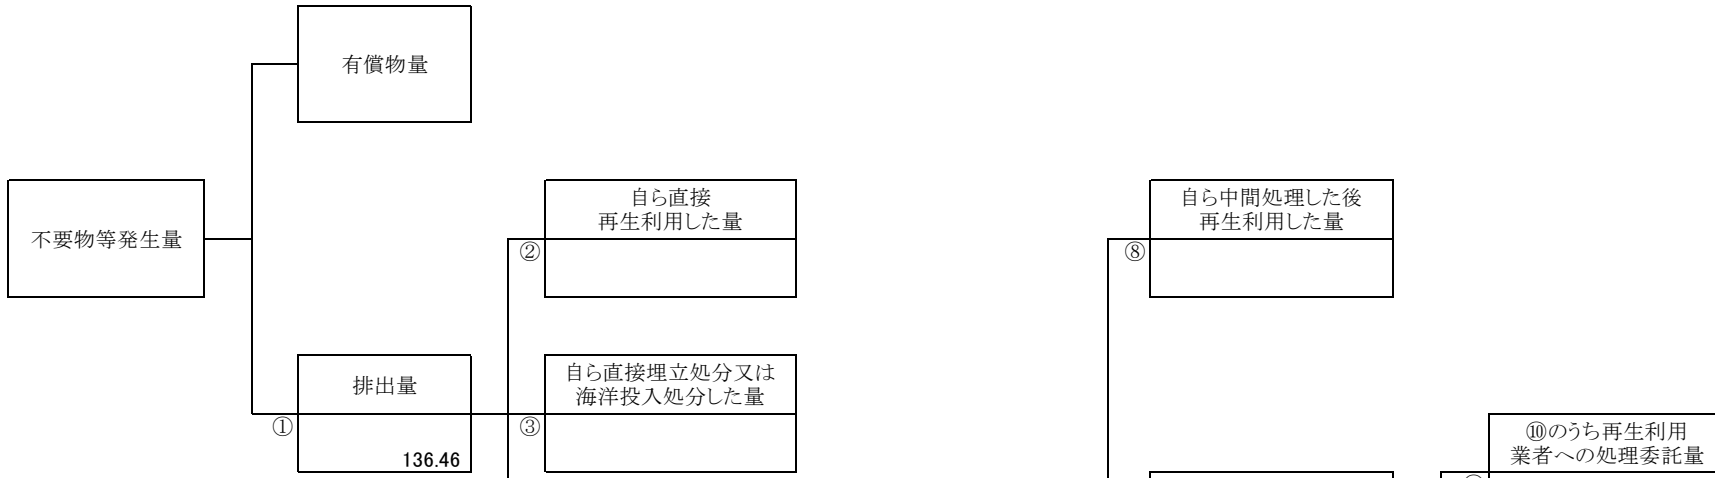 有償物量
不要物等発生量
自ら直接
再生利用した量
②
自ら中間処理した後
再生利用した量
⑧
排出量
①
136.46
自ら直接埋立処分又は
海洋投入処分した量
③
⑩のうち再生利用
業者への処理委託量